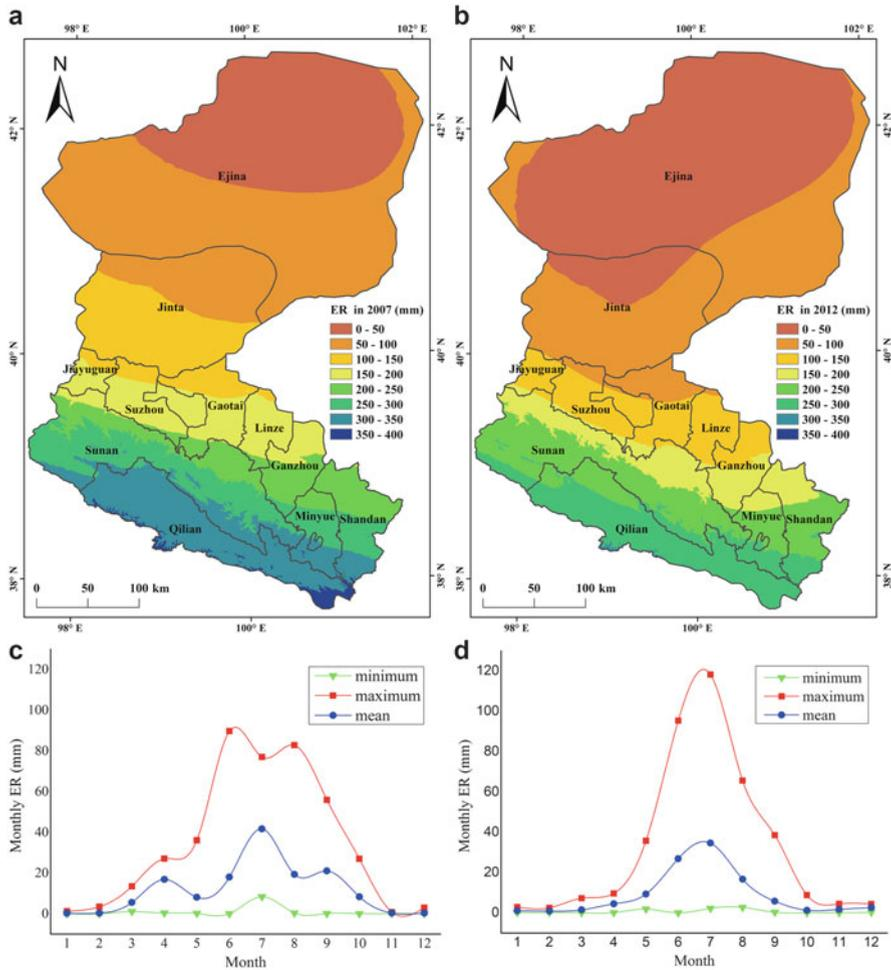 a
98° E
100° E
102° E
N
42° N
42° N
Ejina
Jinta
ER in 2007 (mm)
0 - 50
50 - 100
100 - 150
150 - 200
200 - 250
250 - 300
300 - 350
350 - 400
40° N
40° N
Jiayuguan
Suzhou
Gaotai
Linze
Sunan
Ganzhou
Minyue
Shandan
Qilian
38° N
0 50 100 km
98° E
100° E
b
98° E
100° E
102° E
N
42° N
Ejina
Jinta
ER in 2012 (mm)
0 - 50
50 - 100
100 - 150
150 - 200
200 - 250
250 - 300
300 - 350
350 - 400
40° N
Jiayuguan
Suzhou
Gaotai
Linze
Sunan
Ganzhou
Minyue
Shandan
Qilian
38° N
38° N
0 50 100 km
98° E
100° E
c
minimum
maximum
mean
Monthly ER (mm)
120
100
80
60
40
20
0
1 2 3 4 5 6 7 8 9 10 11 12
Month
d
minimum
maximum
mean
Monthly ER (mm)
120
100
80
60
40
20
0
1 2 3 4 5 6 7 8 9 10 11 12
Month